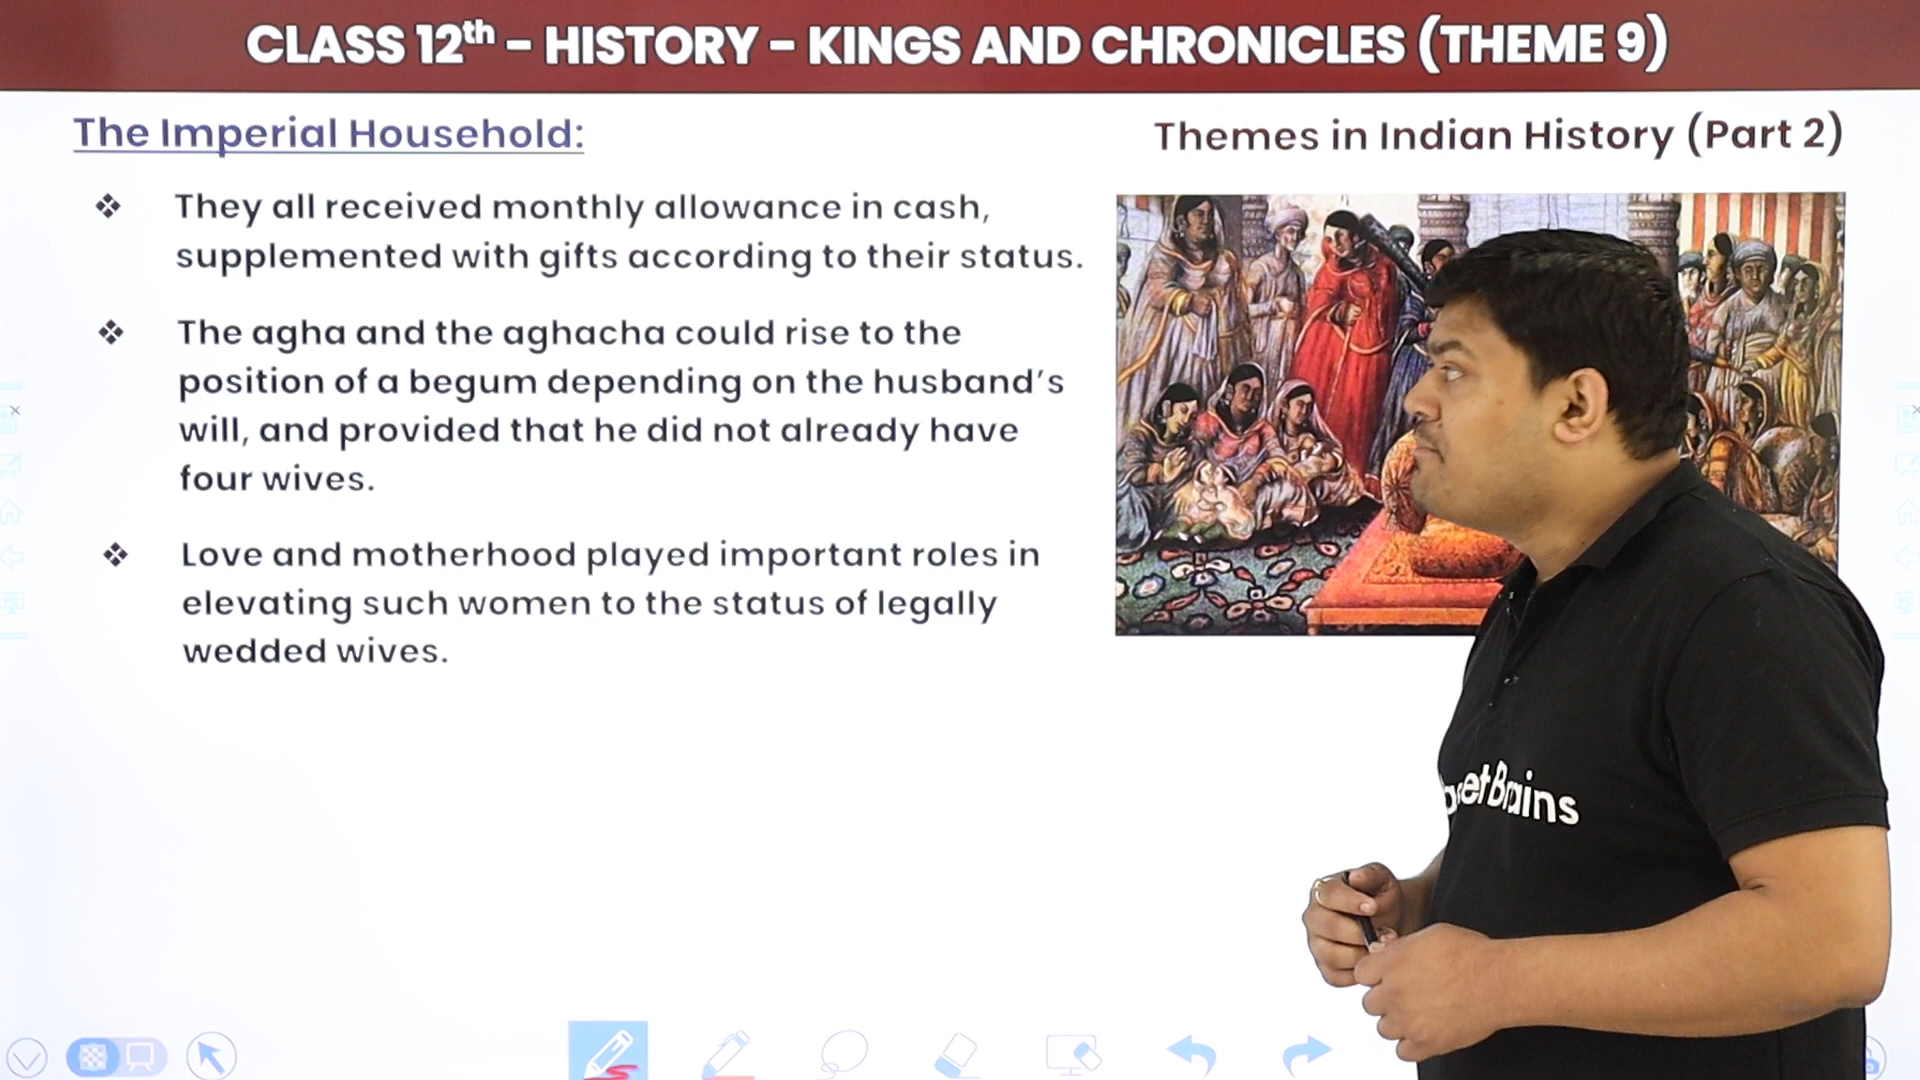 CLASS 12th – HISTORY – KINGS AND CHRONICLES (THEME 9)
The Imperial Household:
Themes in Indian History (Part 2)
❖ They all received monthly allowance in cash,
supplemented with gifts according to their status.
❖ The agha and the aghacha could rise to the
position of a begum depending on the husband’s
will, and provided that he did not already have
four wives.
❖ Love and motherhood played important roles in
elevating such women to the status of legally
wedded wives.
Brains